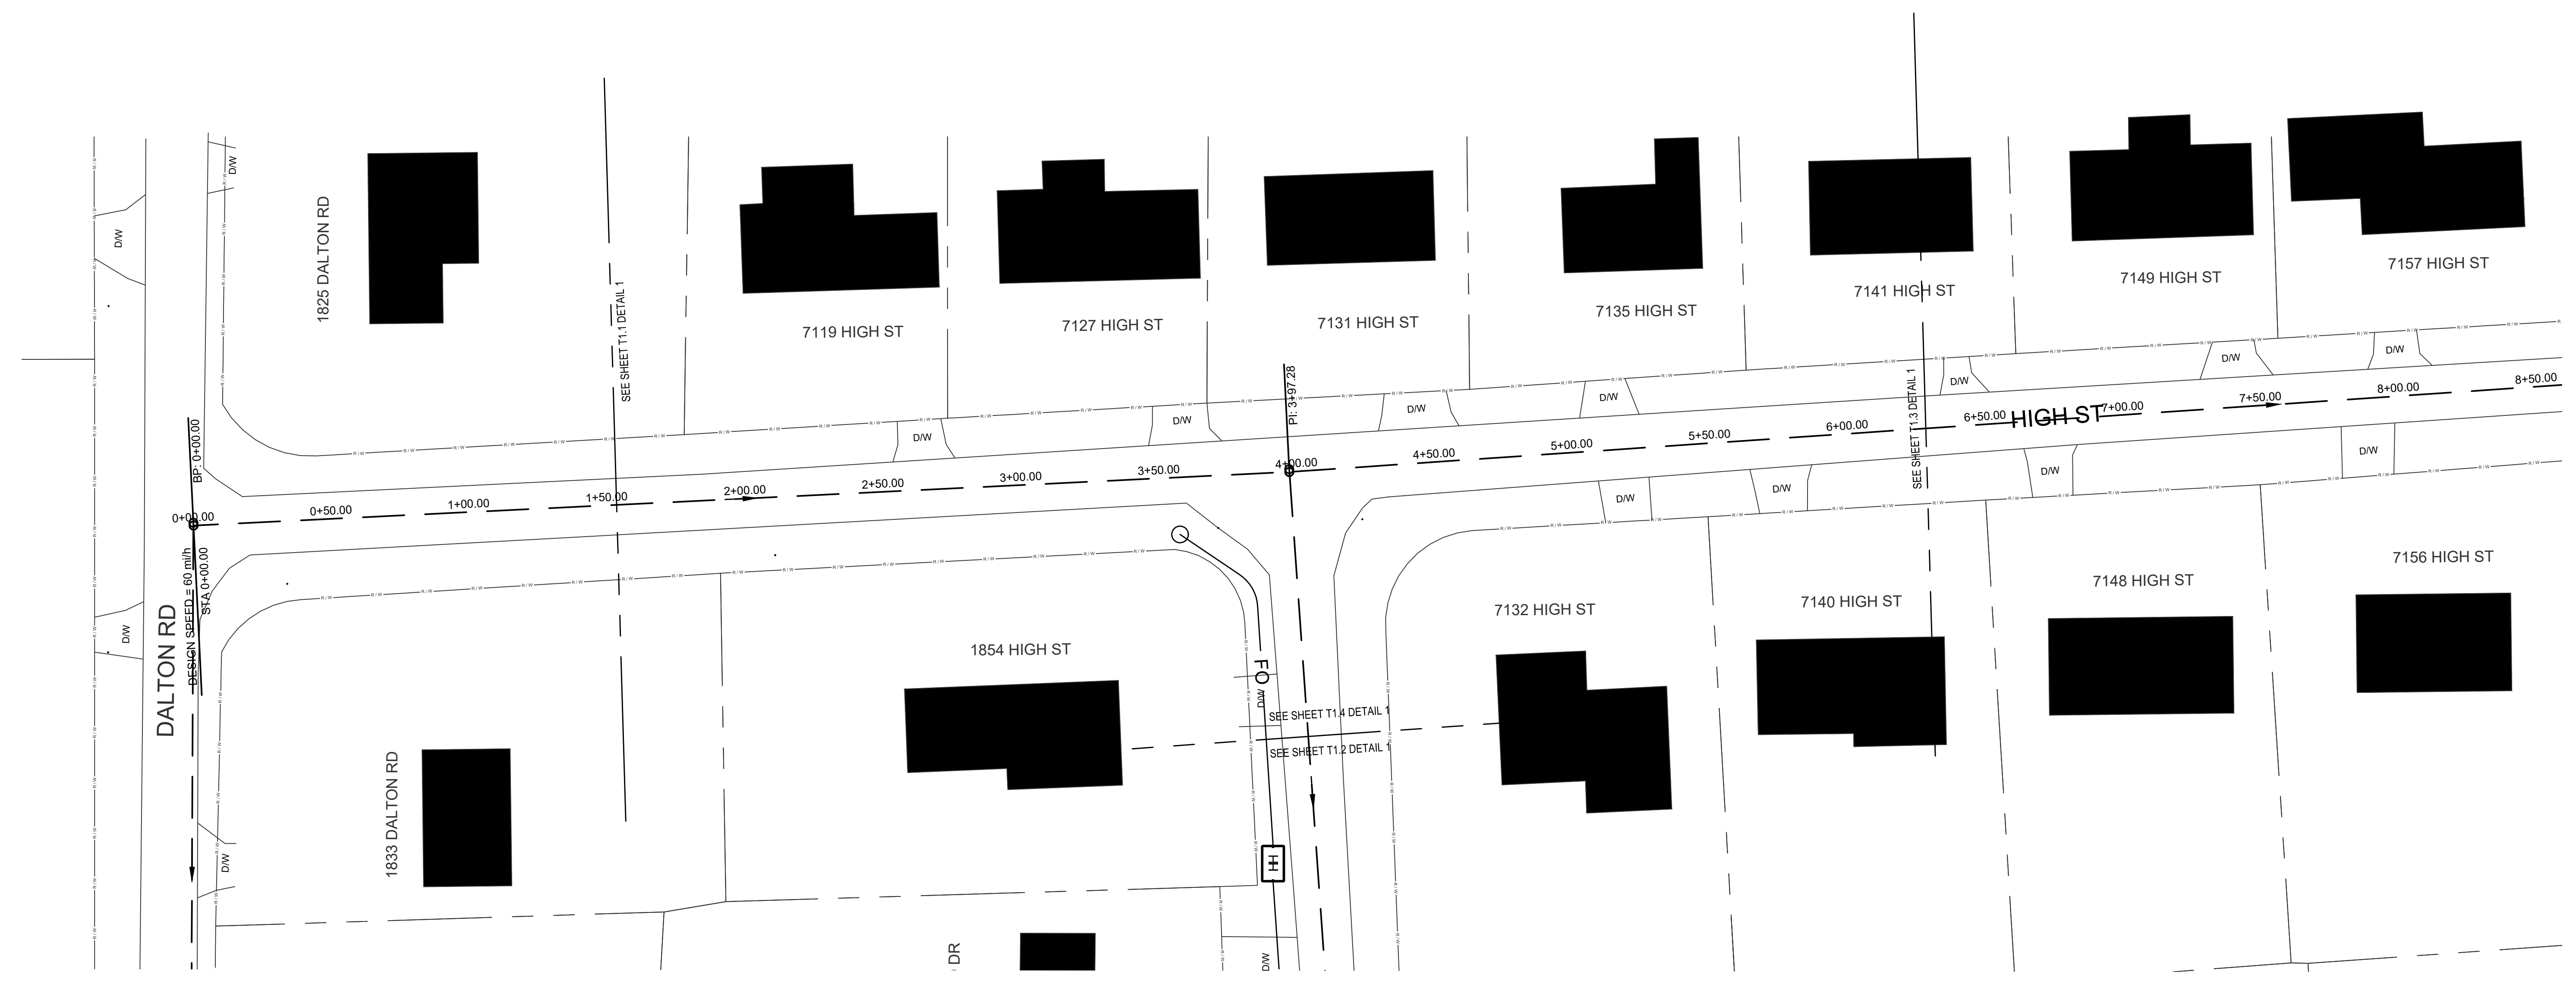 D/W
D/W
1825 DALTON RD
SEE SHEET T1.1 DETAIL 1
7119 HIGH ST
7127 HIGH ST
7131 HIGH ST
7135 HIGH ST
7141 HIGH ST
7149 HIGH ST
7157 HIGH ST
BP: 0+00.00
PI: 3+97.28
SEE SHEET T1.3 DETAIL 1
D/W
D/W
D/W
D/W
D/W
D/W
D/W
0+00.00
0+50.00
1+00.00
1+50.00
2+00.00
2+50.00
3+00.00
3+50.00
4+00.00
4+50.00
5+00.00
5+50.00
6+00.00
6+50.00
HIGH ST
7+00.00
7+50.00
8+00.00
8+50.00
D/W
D/W
D/W
D/W
DALTON RD
DESIGN SPEED = 60 mi/h
STA 0+00.00
D/W
7132 HIGH ST
7140 HIGH ST
7148 HIGH ST
7156 HIGH ST
1854 HIGH ST
FO
D/W
SEE SHEET T1.4 DETAIL 1
SEE SHEET T1.2 DETAIL 1
1833 DALTON RD
D/W
HH
DR
D/W
R/W